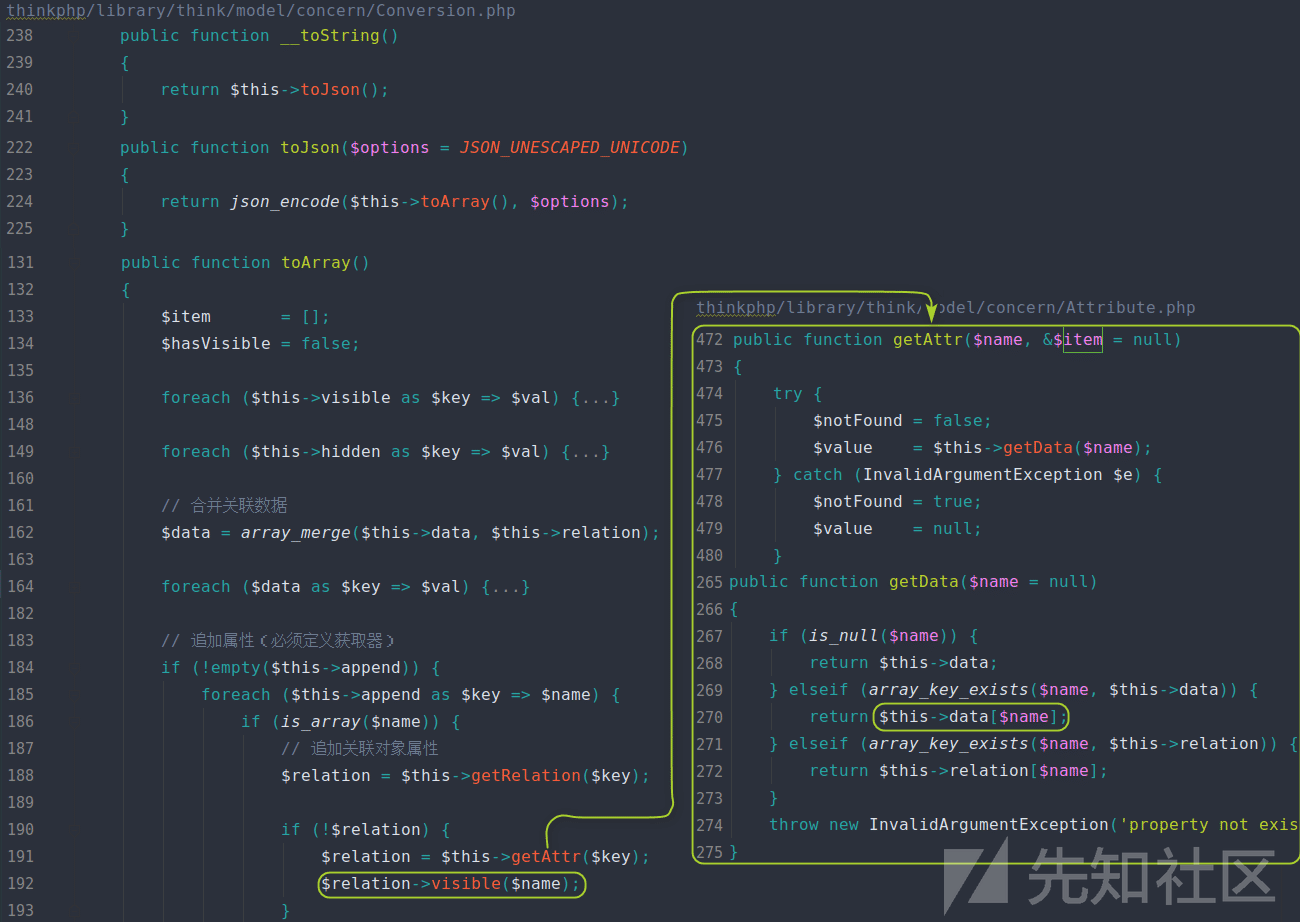 thinkphp/library/think/model/concern/Conversion.php
238 public function __toString()
239 {
240 return $this->toJson();
241 }
222 public function toJson($options = JSON_UNESCAPED_UNICODE)
223 {
224 return json_encode($this->toArray(), $options);
225 }
131 public function toArray()
132 {
133 $item = [];
134 $hasVisible = false;
135
136 foreach ($this->visible as $key => $val) {...}
148
149 foreach ($this->hidden as $key => $val) {...}
160
161 // 合并关联数据
162 $data = array_merge($this->data, $this->relation);
163
164 foreach ($data as $key => $val) {...}
182
183 // 追加属性（必须定义获取器）
184 if (!empty($this->append)) {
185 foreach ($this->append as $key => $name) {
186 if (is_array($name)) {
187 // 追加关联对象属性
188 $relation = $this->getRelation($key);
189
190 if (!$relation) {
191 $relation = $this->getAttr($key);
192 $relation->visible($name);
193 }
thinkphp/library/think/model/concern/Attribute.php
472 public function getAttr($name, &$item = null)
473 {
474 try {
475 $notFound = false;
476 $value = $this->getData($name);
477 } catch (InvalidArgumentException $e) {
478 $notFound = true;
479 $value = null;
480 }
265 public function getData($name = null)
266 {
267 if (is_null($name)) {
268 return $this->data;
269 } elseif (array_key_exists($name, $this->data)) {
270 return $this->data[$name];
271 } elseif (array_key_exists($name, $this->relation)) {
272 return $this->relation[$name];
273 }
274 throw new InvalidArgumentException('property not exis
275 }
先知社区